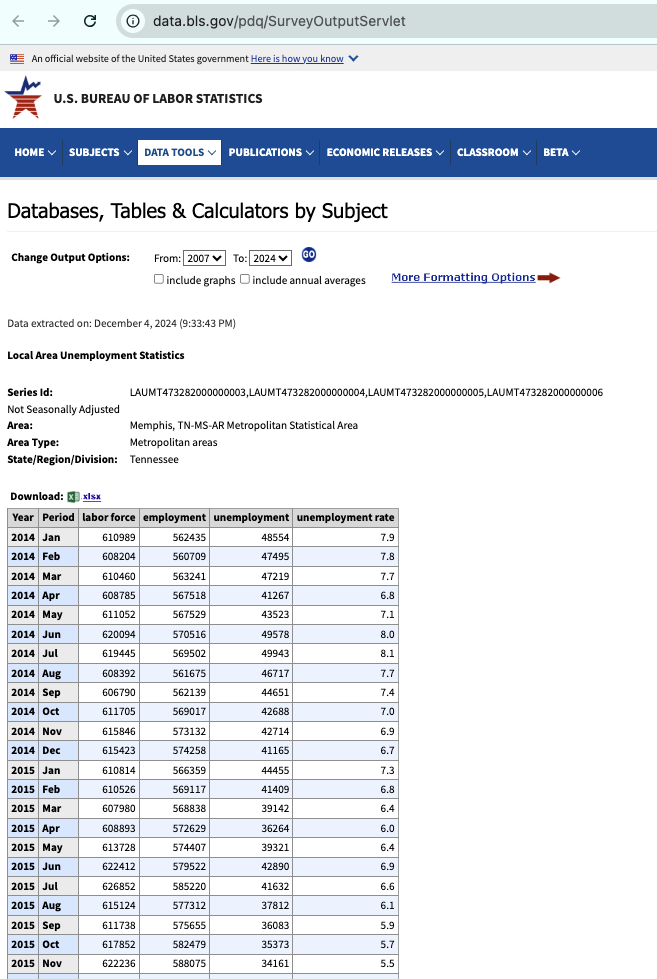 data.bls.gov/pdq/SurveyOutputServlet
An official website of the United States government Here is how you know
U.S. BUREAU OF LABOR STATISTICS
HOME SUBJECTS DATA TOOLS PUBLICATIONS ECONOMIC RELEASES CLASSROOM BETA
Databases, Tables & Calculators by Subject
Change Output Options: From: 2007 To: 2024 GO
include graphs include annual averages More Formatting Options
Data extracted on: December 4, 2024 (9:33:43 PM)
Local Area Unemployment Statistics
Series Id: LAUMT473282000000003,LAUMT473282000000004,LAUMT473282000000005,LAUMT473282000000006
Not Seasonally Adjusted
Area: Memphis, TN-MS-AR Metropolitan Statistical Area
Area Type: Metropolitan areas
State/Region/Division: Tennessee
Download: X .xlsx
Year Period labor force employment unemployment unemployment rate
2014 Jan 610989 562435 48554 7.9
2014 Feb 608204 560709 47495 7.8
2014 Mar 610460 563241 47219 7.7
2014 Apr 608785 567518 41267 6.8
2014 May 611052 567529 43523 7.1
2014 Jun 620094 570516 49578 8.0
2014 Jul 619445 569502 49943 8.1
2014 Aug 608392 561675 46717 7.7
2014 Sep 606790 562139 44651 7.4
2014 Oct 611705 569017 42688 7.0
2014 Nov 615846 573132 42714 6.9
2014 Dec 615423 574258 41165 6.7
2015 Jan 610814 566359 44455 7.3
2015 Feb 610526 569117 41409 6.8
2015 Mar 607980 568838 39142 6.4
2015 Apr 608893 572629 36264 6.0
2015 May 613728 574407 39321 6.4
2015 Jun 622412 579522 42890 6.9
2015 Jul 626852 585220 41632 6.6
2015 Aug 615124 577312 37812 6.1
2015 Sep 611738 575655 36083 5.9
2015 Oct 617852 582479 35373 5.7
2015 Nov 622236 588075 34161 5.5